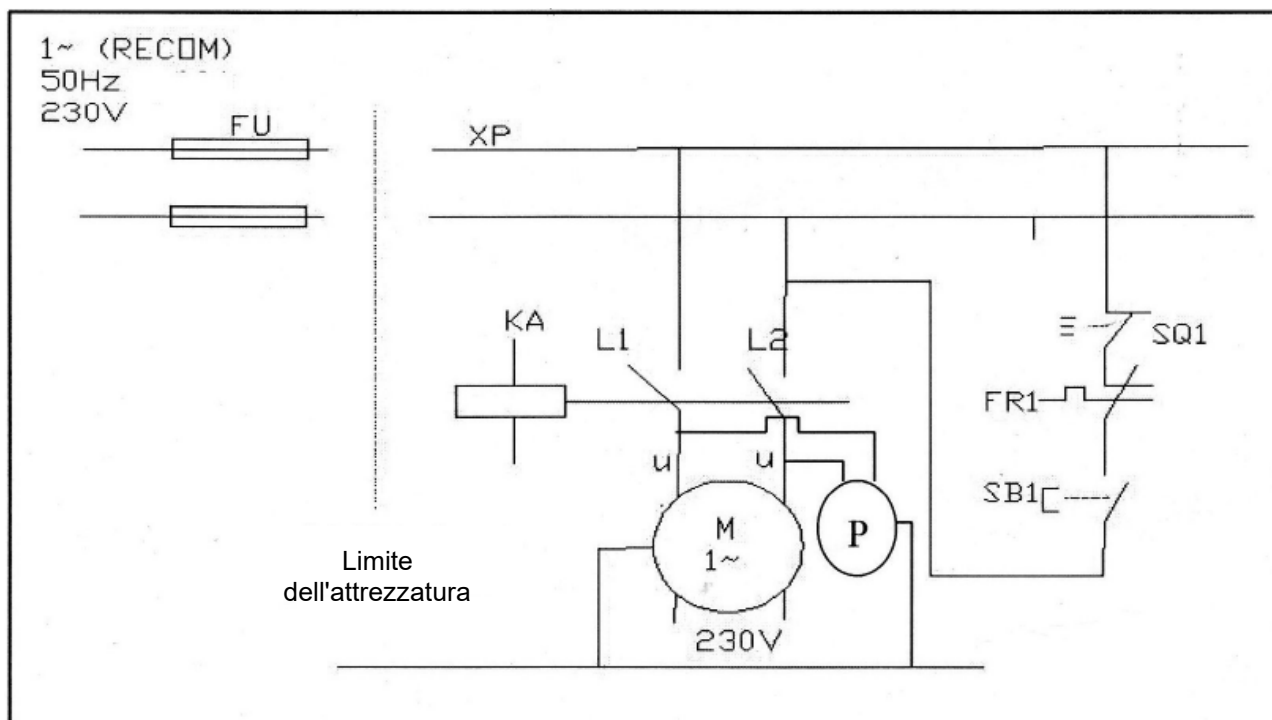 1~ (RECOM)
50Hz
230V
FU
XP
KA
L1
L2
SQ1
FR1
u
u
SB1
M
1~
P
Limite
dell'attrezzatura
230V